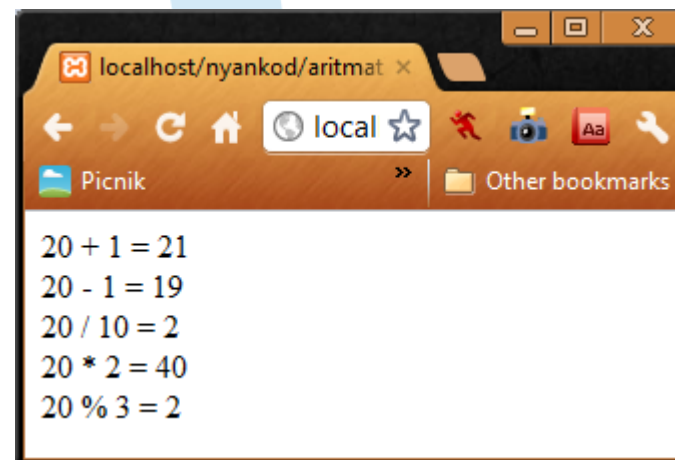 localhost/nyankod/aritmat
local
Aa
Picnik
» Other bookmarks
20 + 1 = 21
20 - 1 = 19
20 / 10 = 2
20 * 2 = 40
20 % 3 = 2